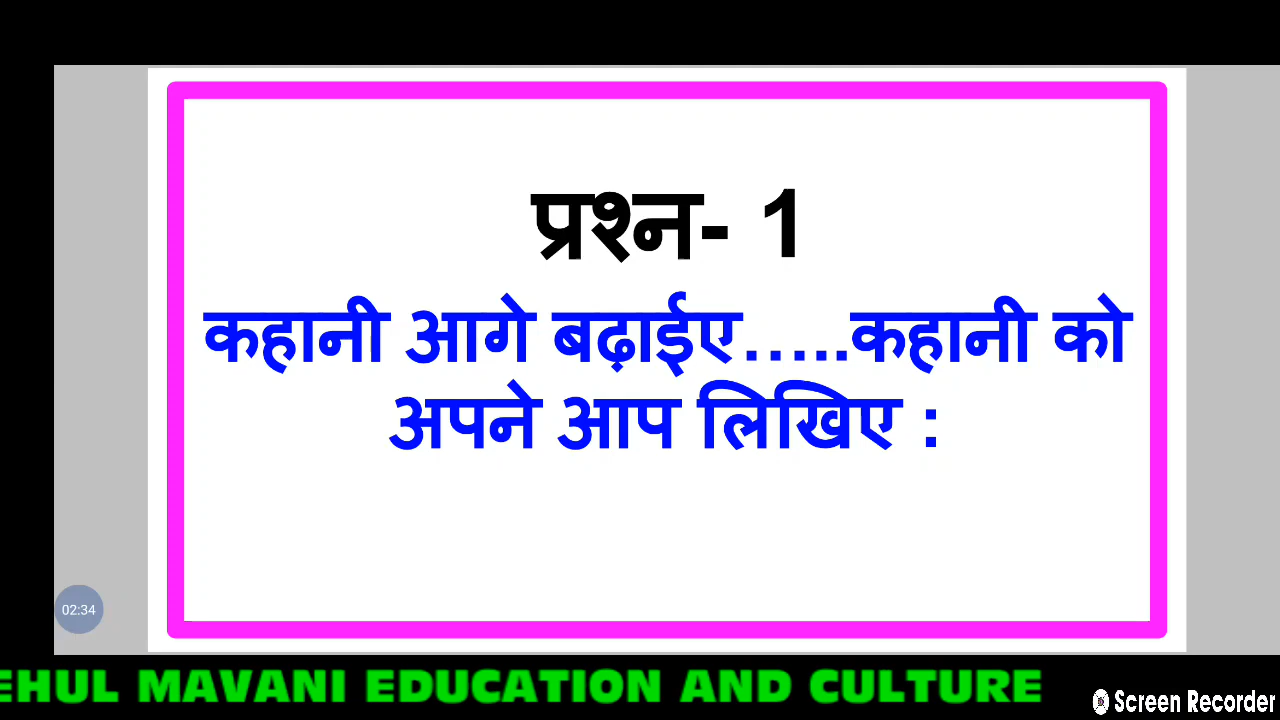 प्रश्न- 1
कहानी आगे बढ़ाईए.....कहानी को
अपने आप लिखिए :
02:34
EHUL MAVANI EDUCATION AND CULTURE
Screen Recorder